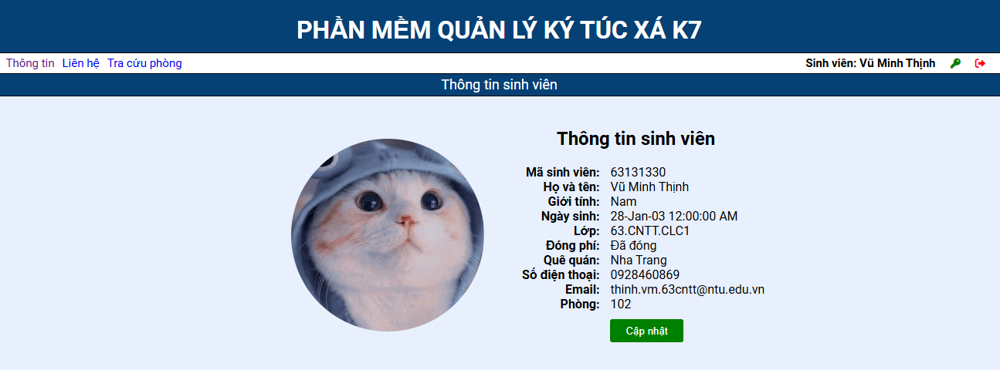 PHẦN MỀM QUẢN LÝ KÝ TÚC XÁ K7
Thông tin Liên hệ Tra cứu phòng Sinh viên: Vũ Minh Thịnh
Thông tin sinh viên
Thông tin sinh viên
Mã sinh viên: 63131330
Họ và tên: Vũ Minh Thịnh
Giới tính: Nam
Ngày sinh: 28-Jan-03 12:00:00 AM
Lớp: 63.CNTT.CLC1
Đóng phí: Đã đóng
Quê quán: Nha Trang
Số điện thoại: 0928460869
Email: thinh.vm.63cntt@ntu.edu.vn
Phòng: 102
Cập nhật